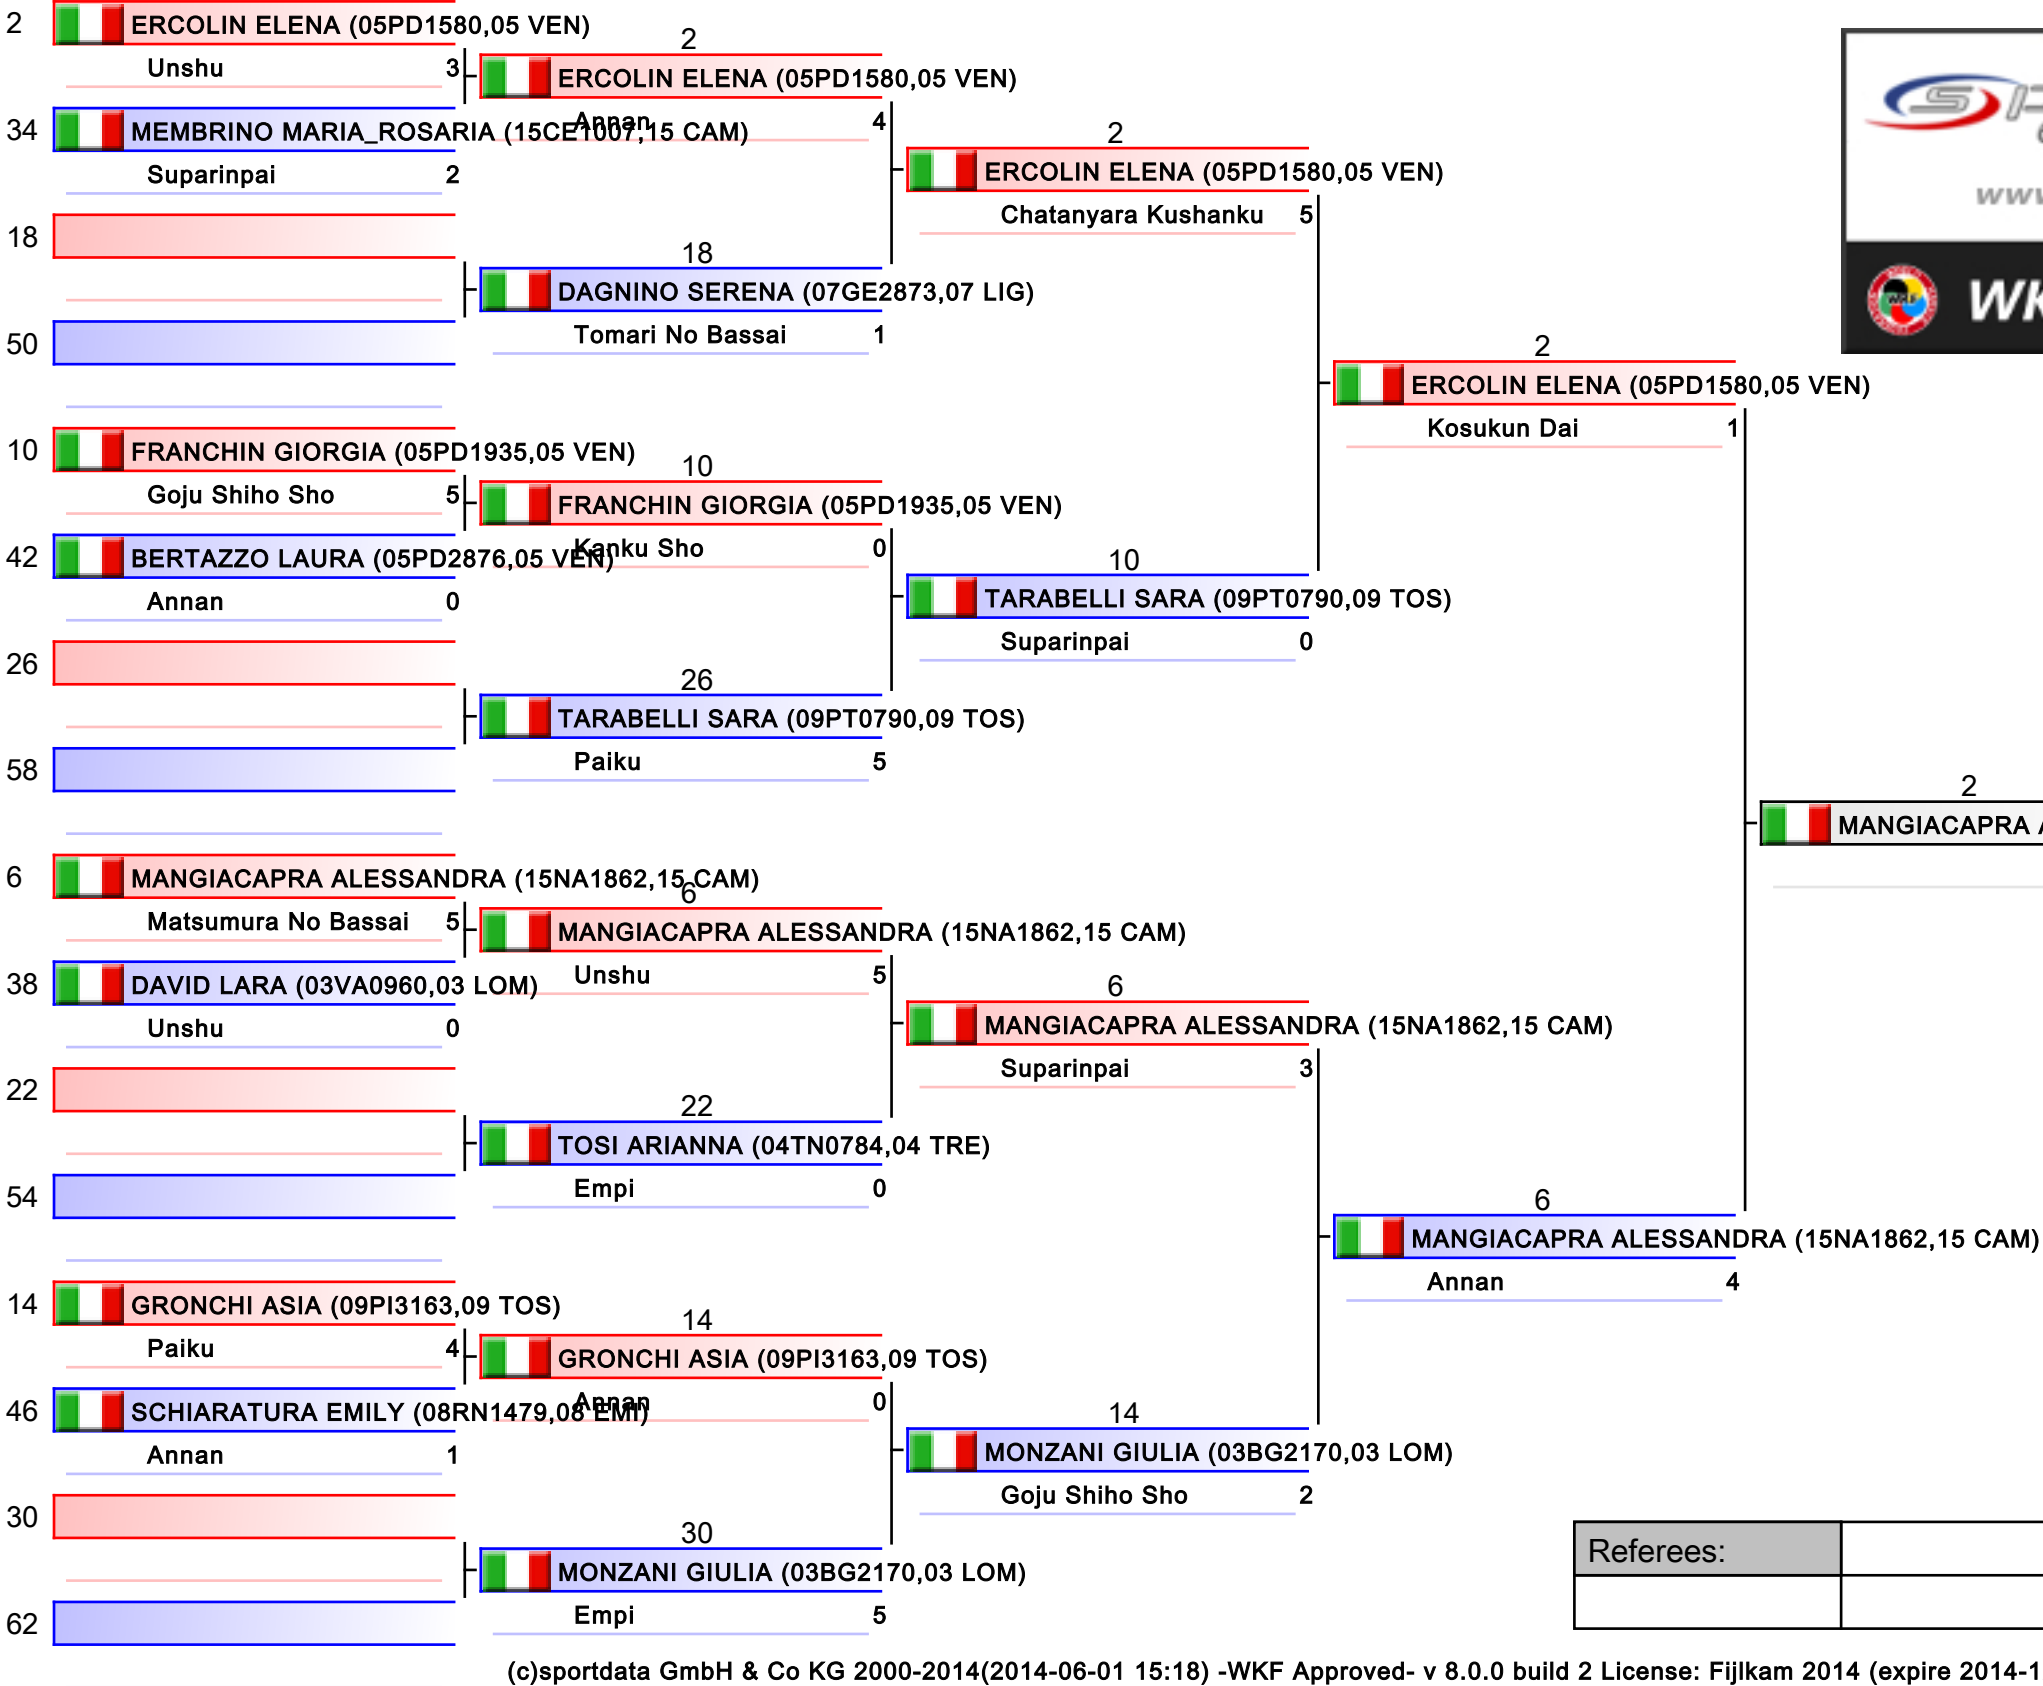 2
ERCOLIN ELENA (05PD1580,05 VEN)
Unshu 3
34
MEMBRINO MARIA_ROSARIA (15CE1007,15 CAM)
Suparinpai 2
18
50
10
FRANCHIN GIORGIA (05PD1935,05 VEN)
Goju Shiho Sho 5
42
BERTAZZO LAURA (05PD2876,05 VEN)
Annan 0
26
58
6
MANGIACAPRA ALESSANDRA (15NA1862,15 CAM)
Matsumura No Bassai 5
38
DAVID LARA (03VA0960,03 LOM)
Unshu 0
22
54
14
GRONCHI ASIA (09PI3163,09 TOS)
Paiku 4
46
SCHIARATURA EMILY (08RN1479,08 EMI)
Annan 1
30
62
2
ERCOLIN ELENA (05PD1580,05 VEN)
Annan 4
18
DAGNINO SERENA (07GE2873,07 LIG)
Tomari No Bassai 1
10
FRANCHIN GIORGIA (05PD1935,05 VEN)
Kanku Sho 0
26
TARABELLI SARA (09PT0790,09 TOS)
Paiku 5
6
MANGIACAPRA ALESSANDRA (15NA1862,15 CAM)
Unshu 5
22
TOSI ARIANNA (04TN0784,04 TRE)
Empi 0
14
GRONCHI ASIA (09PI3163,09 TOS)
Annan 0
30
MONZANI GIULIA (03BG2170,03 LOM)
Empi 5
2
ERCOLIN ELENA (05PD1580,05 VEN)
Chatanyara Kushanku 5
10
TARABELLI SARA (09PT0790,09 TOS)
Suparinpai 0
6
MANGIACAPRA ALESSANDRA (15NA1862,15 CAM)
Suparinpai 3
14
MONZANI GIULIA (03BG2170,03 LOM)
Goju Shiho Sho 2
2
ERCOLIN ELENA (05PD1580,05 VEN)
Kosukun Dai 1
6
MANGIACAPRA ALESSANDRA (15NA1862,15 CAM)
Annan 4
2
MANGIACAPRA
www
WK
Referees:
(c)sportdata GmbH & Co KG 2000-2014(2014-06-01 15:18) -WKF Approved- v 8.0.0 build 2 License: Fijlkam 2014 (expire 2014-1